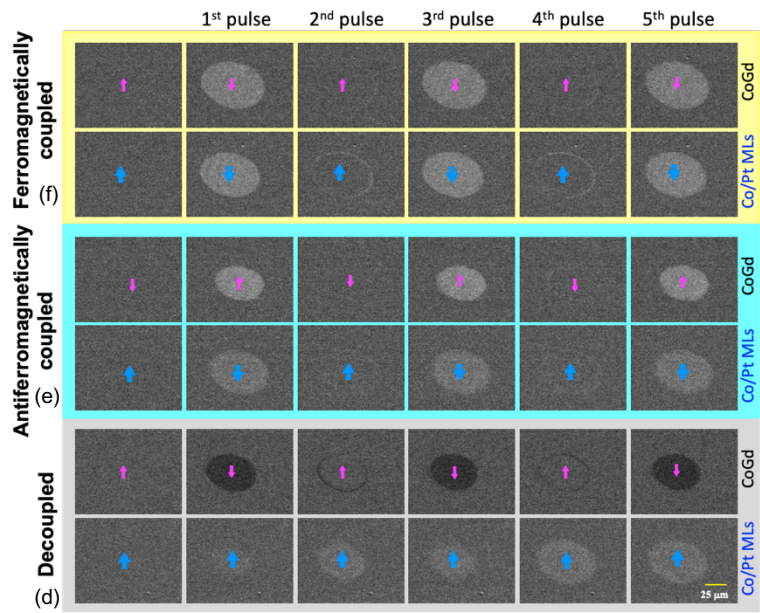 1st pulse 2nd pulse 3rd pulse 4th pulse 5th pulse
Ferromagnetically
coupled
(f)
CoGd
Co/Pt MLs
Antiferromagnetically
coupled
(e)
CoGd
Co/Pt MLs
Decoupled
(d)
CoGd
Co/Pt MLs
25 μm